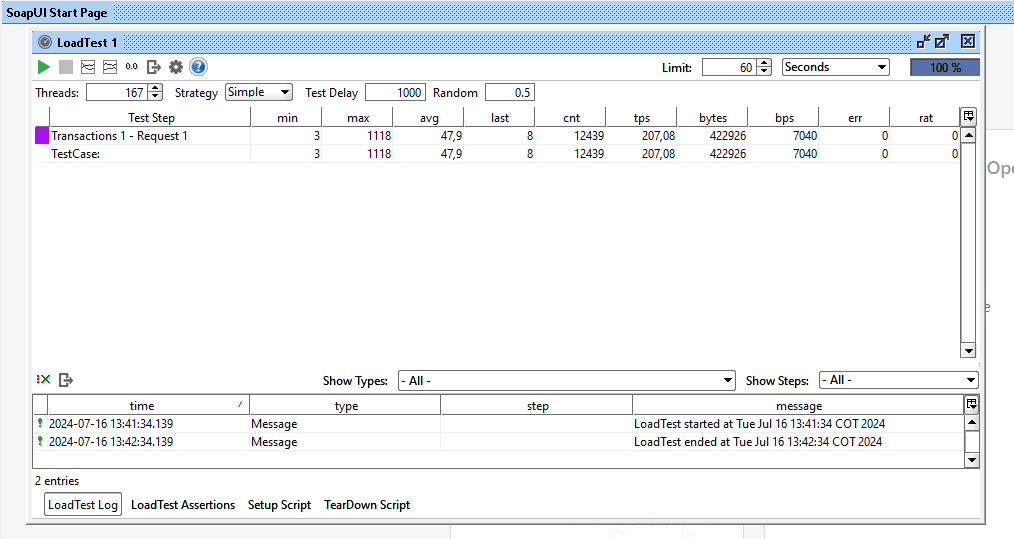 SoapUI Start Page
LoadTest 1
0.0 Limit: 60 Seconds 100 %
Threads: 167 Strategy Simple Test Delay 1000 Random 0.5
Test Step min max avg last cnt tps bytes bps err rat
Transactions 1 - Request 1 3 1118 47,9 8 12439 207,08 422926 7040 0 0
TestCase: 3 1118 47,9 8 12439 207,08 422926 7040 0 0
Ope
e
Show Types: - All - Show Steps: - All -
time type step message
2024-07-16 13:41:34.139 Message LoadTest started at Tue Jul 16 13:41:34 COT 2024
2024-07-16 13:42:34.139 Message LoadTest ended at Tue Jul 16 13:42:34 COT 2024
2 entries
LoadTest Log LoadTest Assertions Setup Script TearDown Script